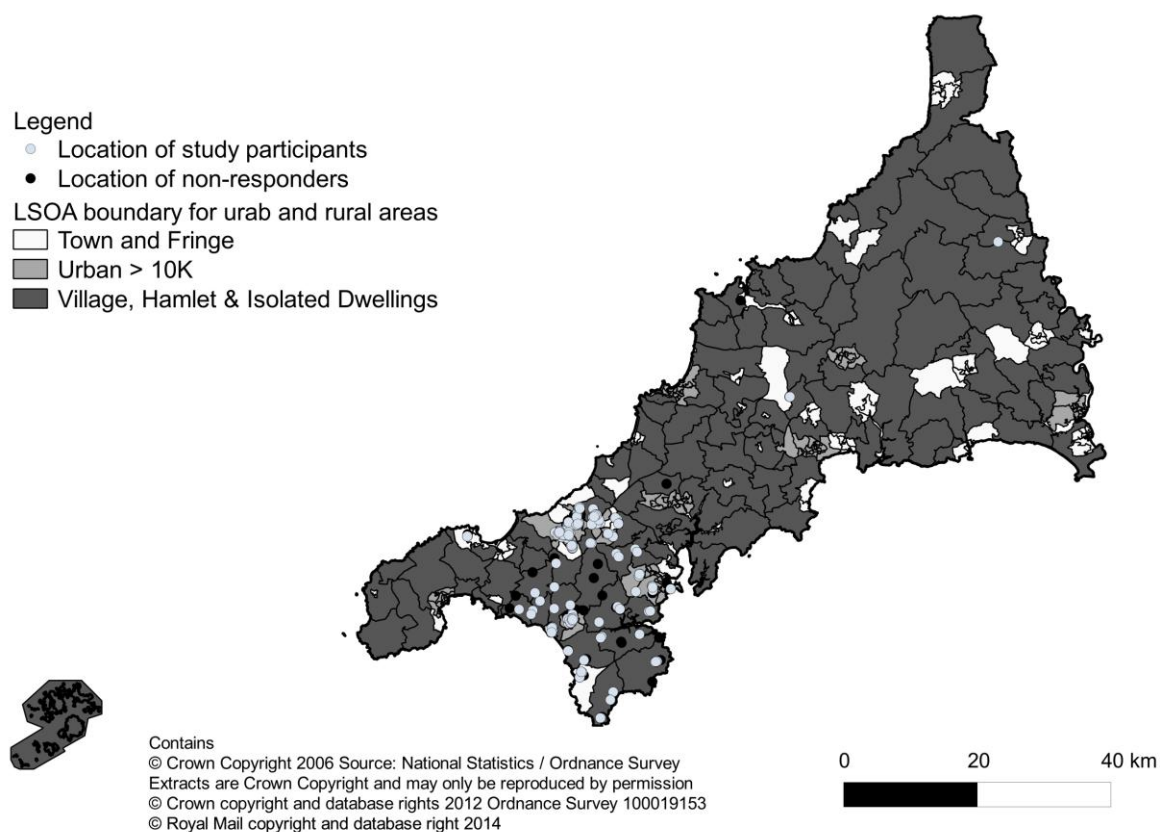 Legend
Location of study participants
Location of non-responders
LSOA boundary for urab and rural areas
Town and Fringe
Urban > 10K
Village, Hamlet & Isolated Dwellings
Contains
© Crown Copyright 2006 Source: National Statistics / Ordnance Survey
Extracts are Crown Copyright and may only be reproduced by permission
© Crown copyright and database rights 2012 Ordnance Survey 100019153
© Royal Mail copyright and database right 2014
0 20 40 km